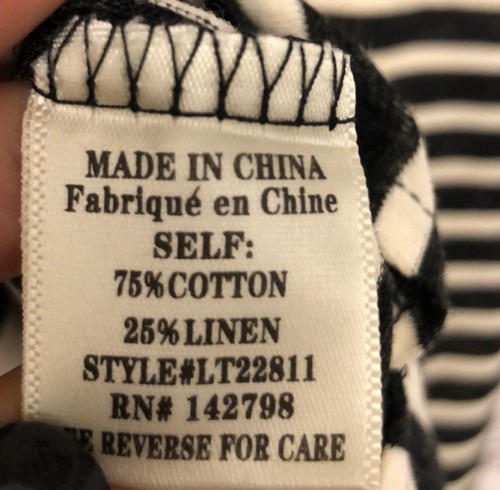 MADE IN CHINA
Fabriqué en Chine
SELF:
75%COTTON
25%LINEN
STYLE#LT22811
RN# 142798
REVERSE FOR CARE